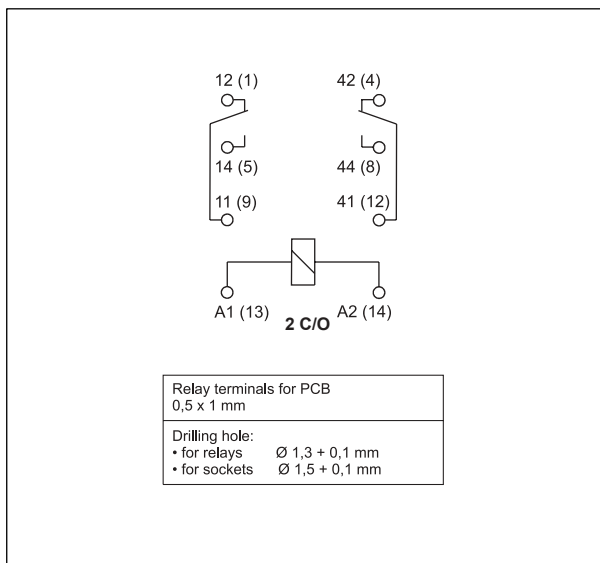 12 (1) 42 (4)
14 (5) 44 (8)
11 (9) 41 (12)
A1 (13) A2 (14)
2 C/O
Relay terminals for PCB
0,5 x 1 mm
Drilling hole:
• for relays Ø 1,3 + 0,1 mm
• for sockets Ø 1,5 + 0,1 mm